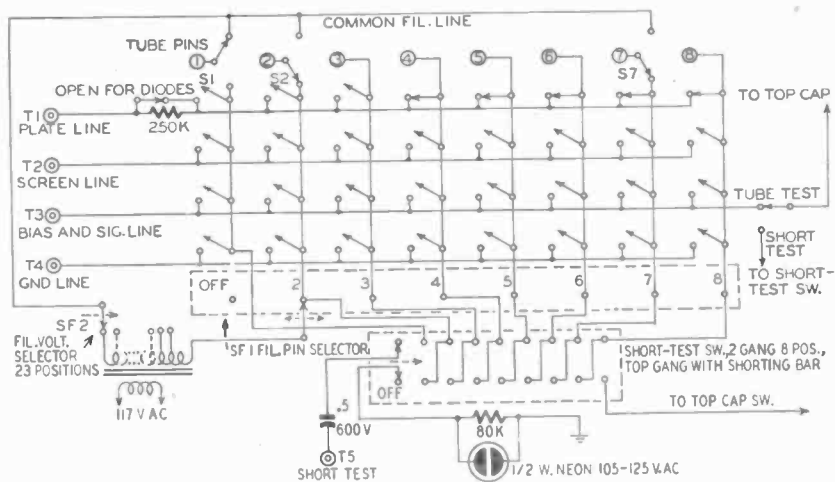 COMMON FIL. LINE
TUBE PINS
1 2 3 4 5 6 7 8
S1 S2 S7
OPEN FOR DIODES
TO TOP CAP
T1
PLATE LINE
250K
T2
SCREEN LINE
T3
BIAS AND SIG. LINE
TUBE TEST
SHORT
TEST
T4
GND LINE
OFF
2 3 4 5 6 7 8
TO SHORT-
TEST SW.
SF2
FIL. VOLT.
SELECTOR
23 POSITIONS
SF1 FIL. PIN SELECTOR
SHORT-TEST SW., 2 GANG 8 POS.,
TOP GANG WITH SHORTING BAR
OFF
117 V AC
.5
600 V
80K
TO TOP CAP SW.
T5
SHORT TEST
1/2 W. NEON 105-125 V.AC